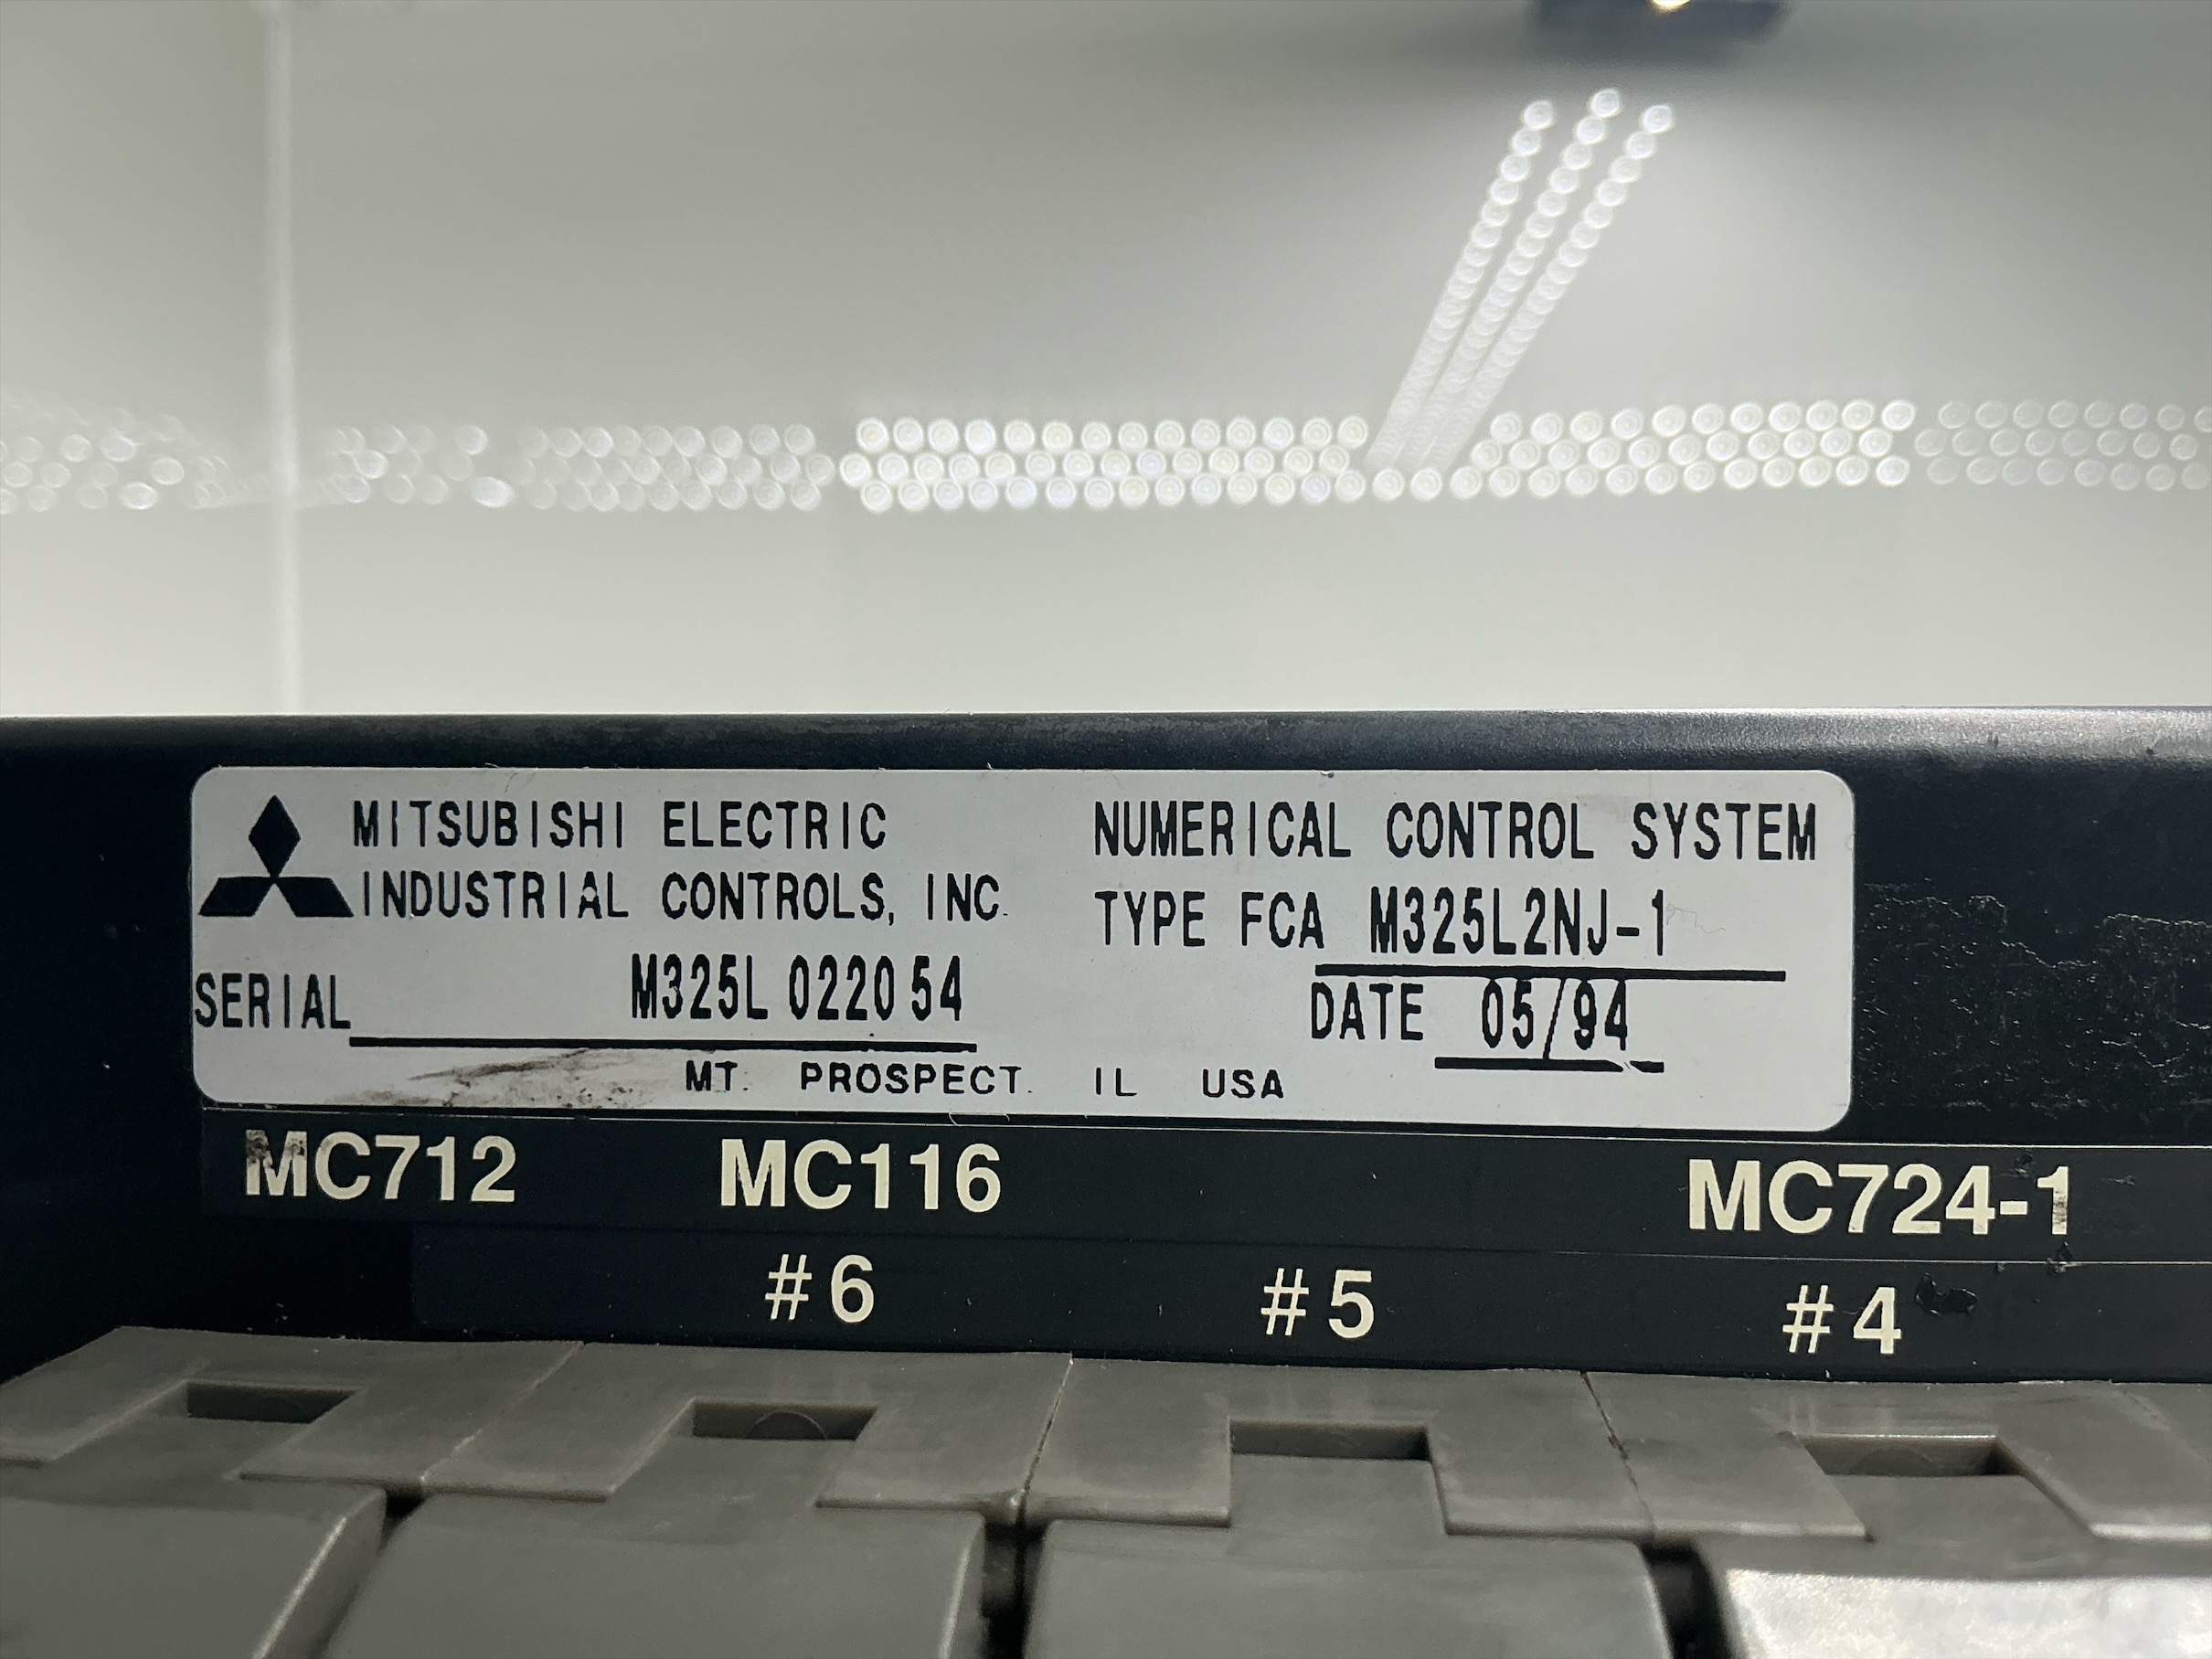 MITSUBISHI ELECTRIC
INDUSTRIAL CONTROLS, INC.
NUMERICAL CONTROL SYSTEM
TYPE FCA M325L2NJ-1
SERIAL M325L 022054
DATE 05/94
MT. PROSPECT. IL USA
MC712 MC116 MC724-1
#6 #5 #4